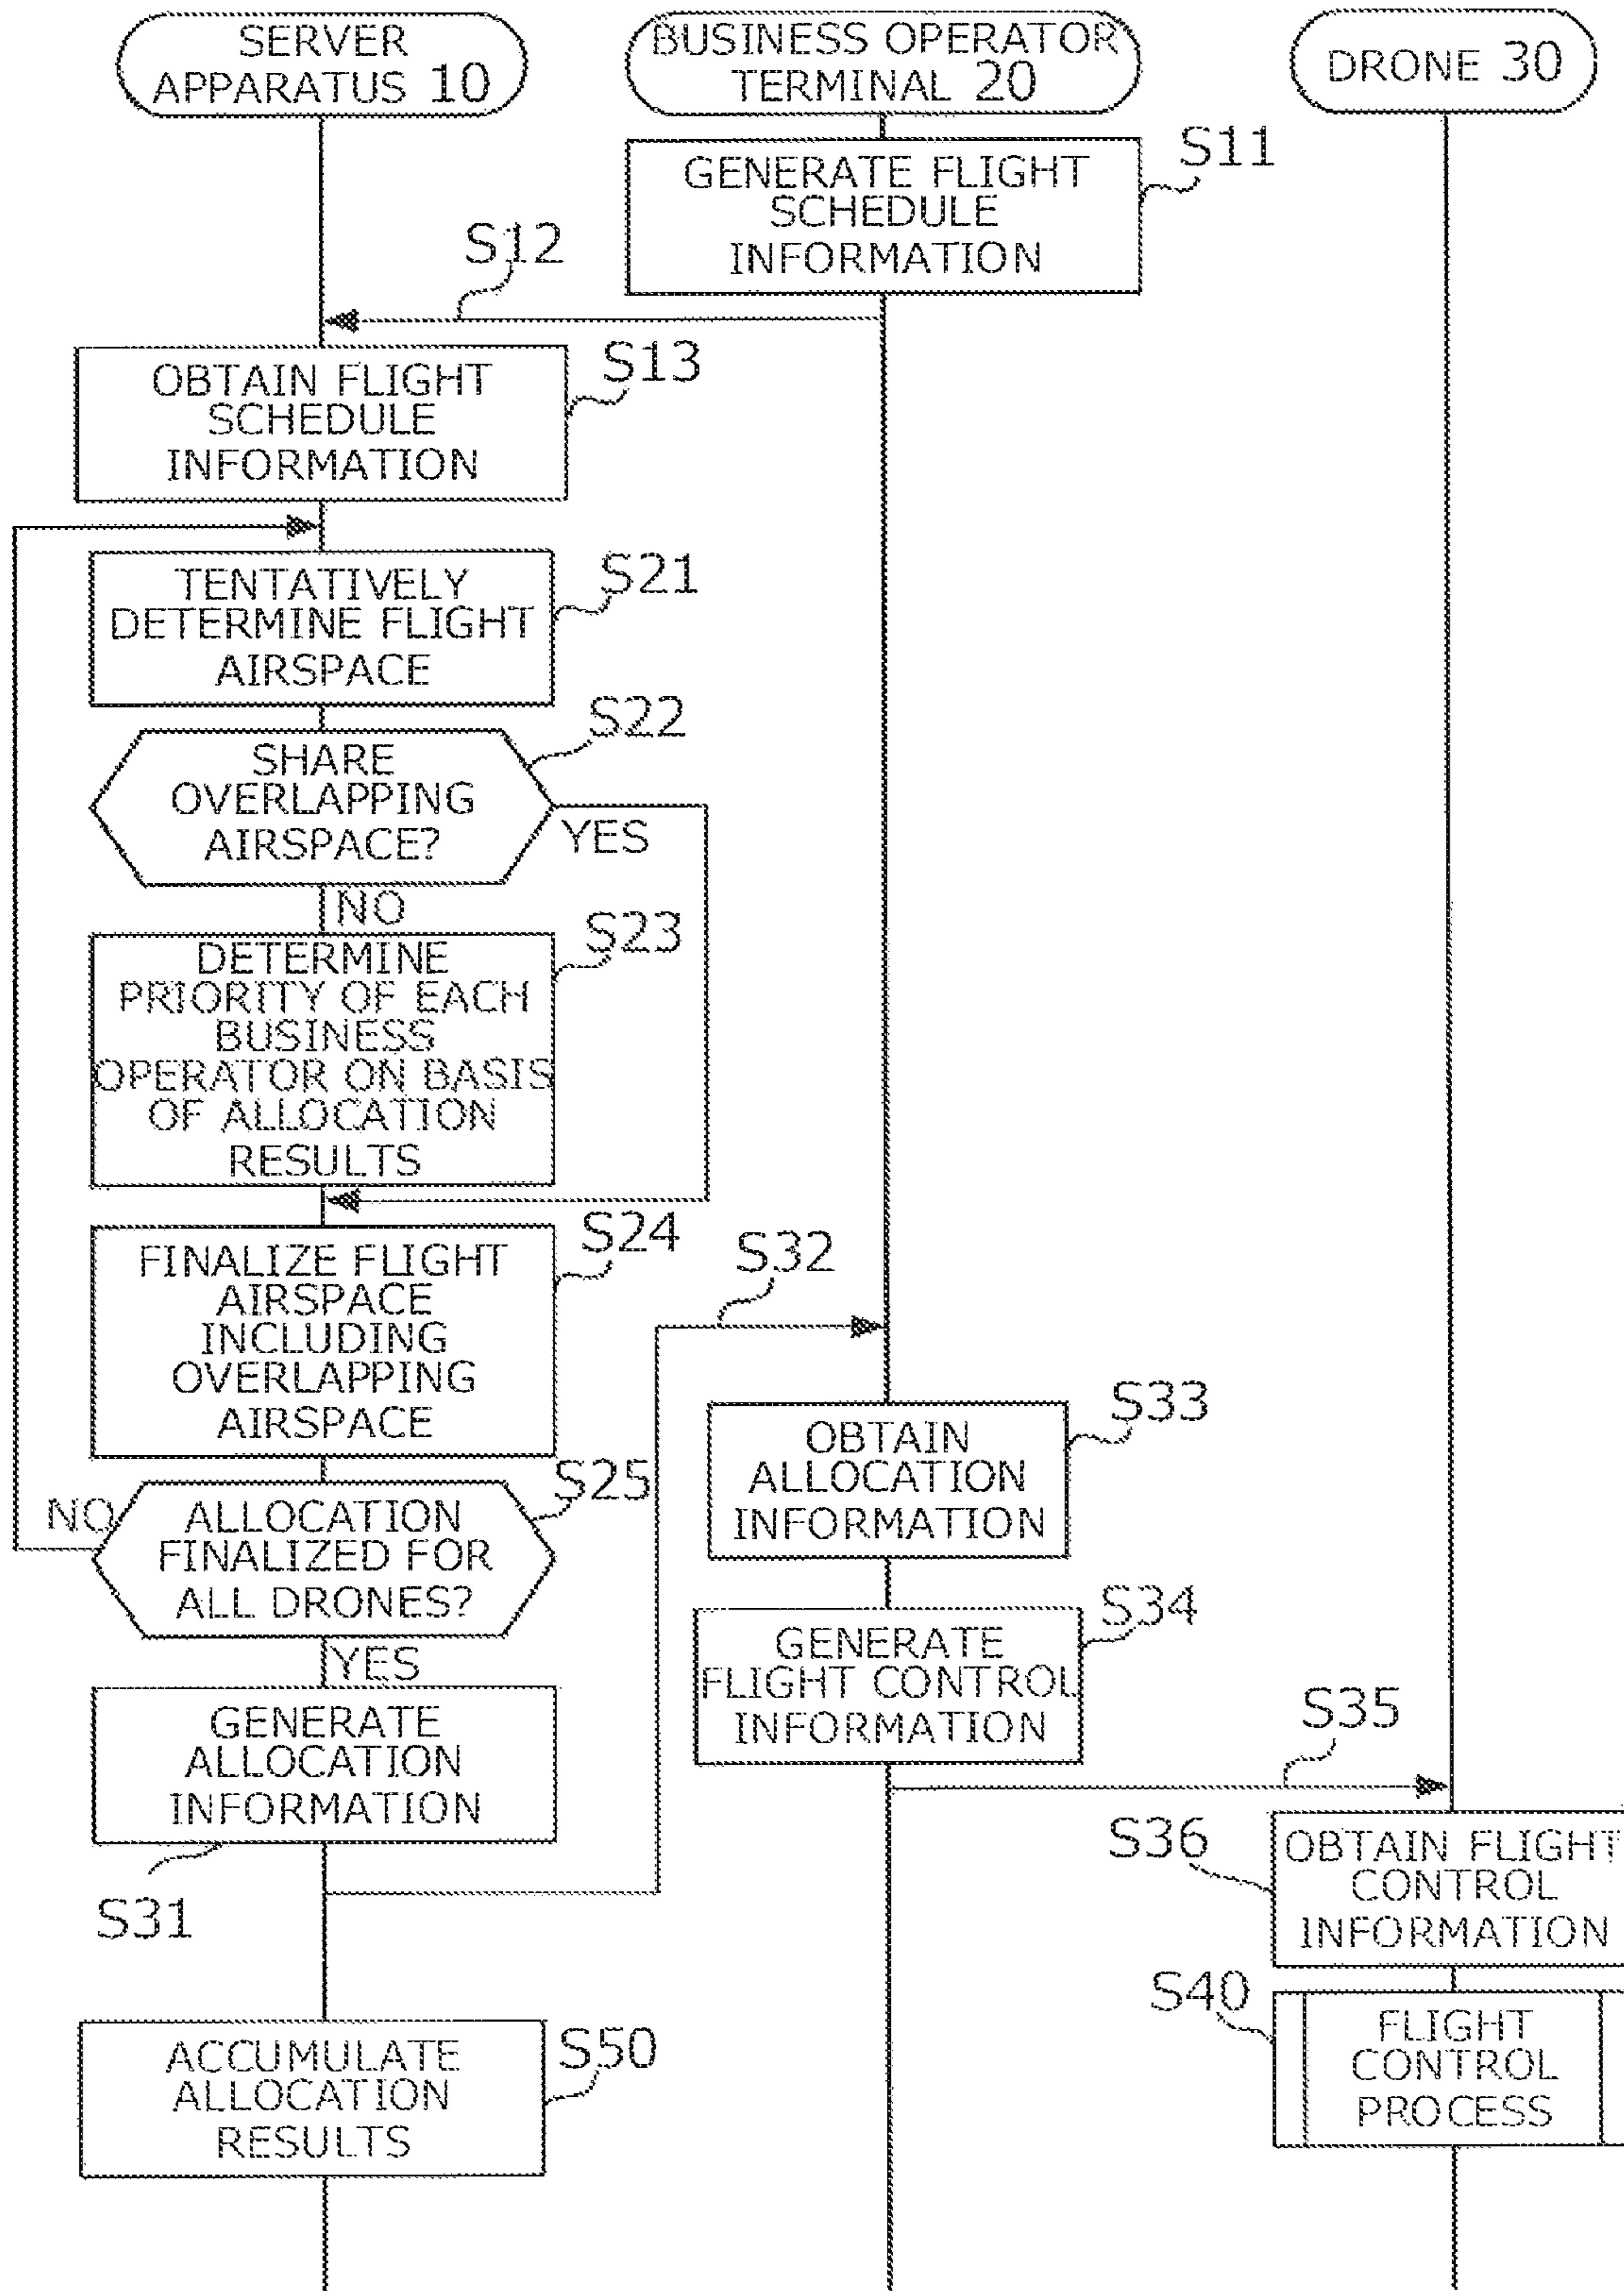 SERVER
APPARATUS 10
BUSINESS OPERATOR
TERMINAL 20
DRONE 30
GENERATE FLIGHT
SCHEDULE
INFORMATION
S11
S12
OBTAIN FLIGHT
SCHEDULE
INFORMATION
S13
TENTATIVELY
DETERMINE FLIGHT
AIRSPACE
S21
SHARE
OVERLAPPING
AIRSPACE?
S22
YES
NO
DETERMINE
PRIORITY OF EACH
BUSINESS
OPERATOR ON BASIS
OF ALLOCATION
RESULTS
S23
FINALIZE FLIGHT
AIRSPACE
INCLUDING
OVERLAPPING
AIRSPACE
S24
S32
NO
ALLOCATION
FINALIZED FOR
ALL DRONES?
S25
YES
OBTAIN
ALLOCATION
INFORMATION
S33
GENERATE
FLIGHT CONTROL
INFORMATION
S34
GENERATE
ALLOCATION
INFORMATION
S31
S35
S36
OBTAIN FLIGHT
CONTROL
INFORMATION
S40
FLIGHT
CONTROL
PROCESS
ACCUMULATE
ALLOCATION
RESULTS
S50